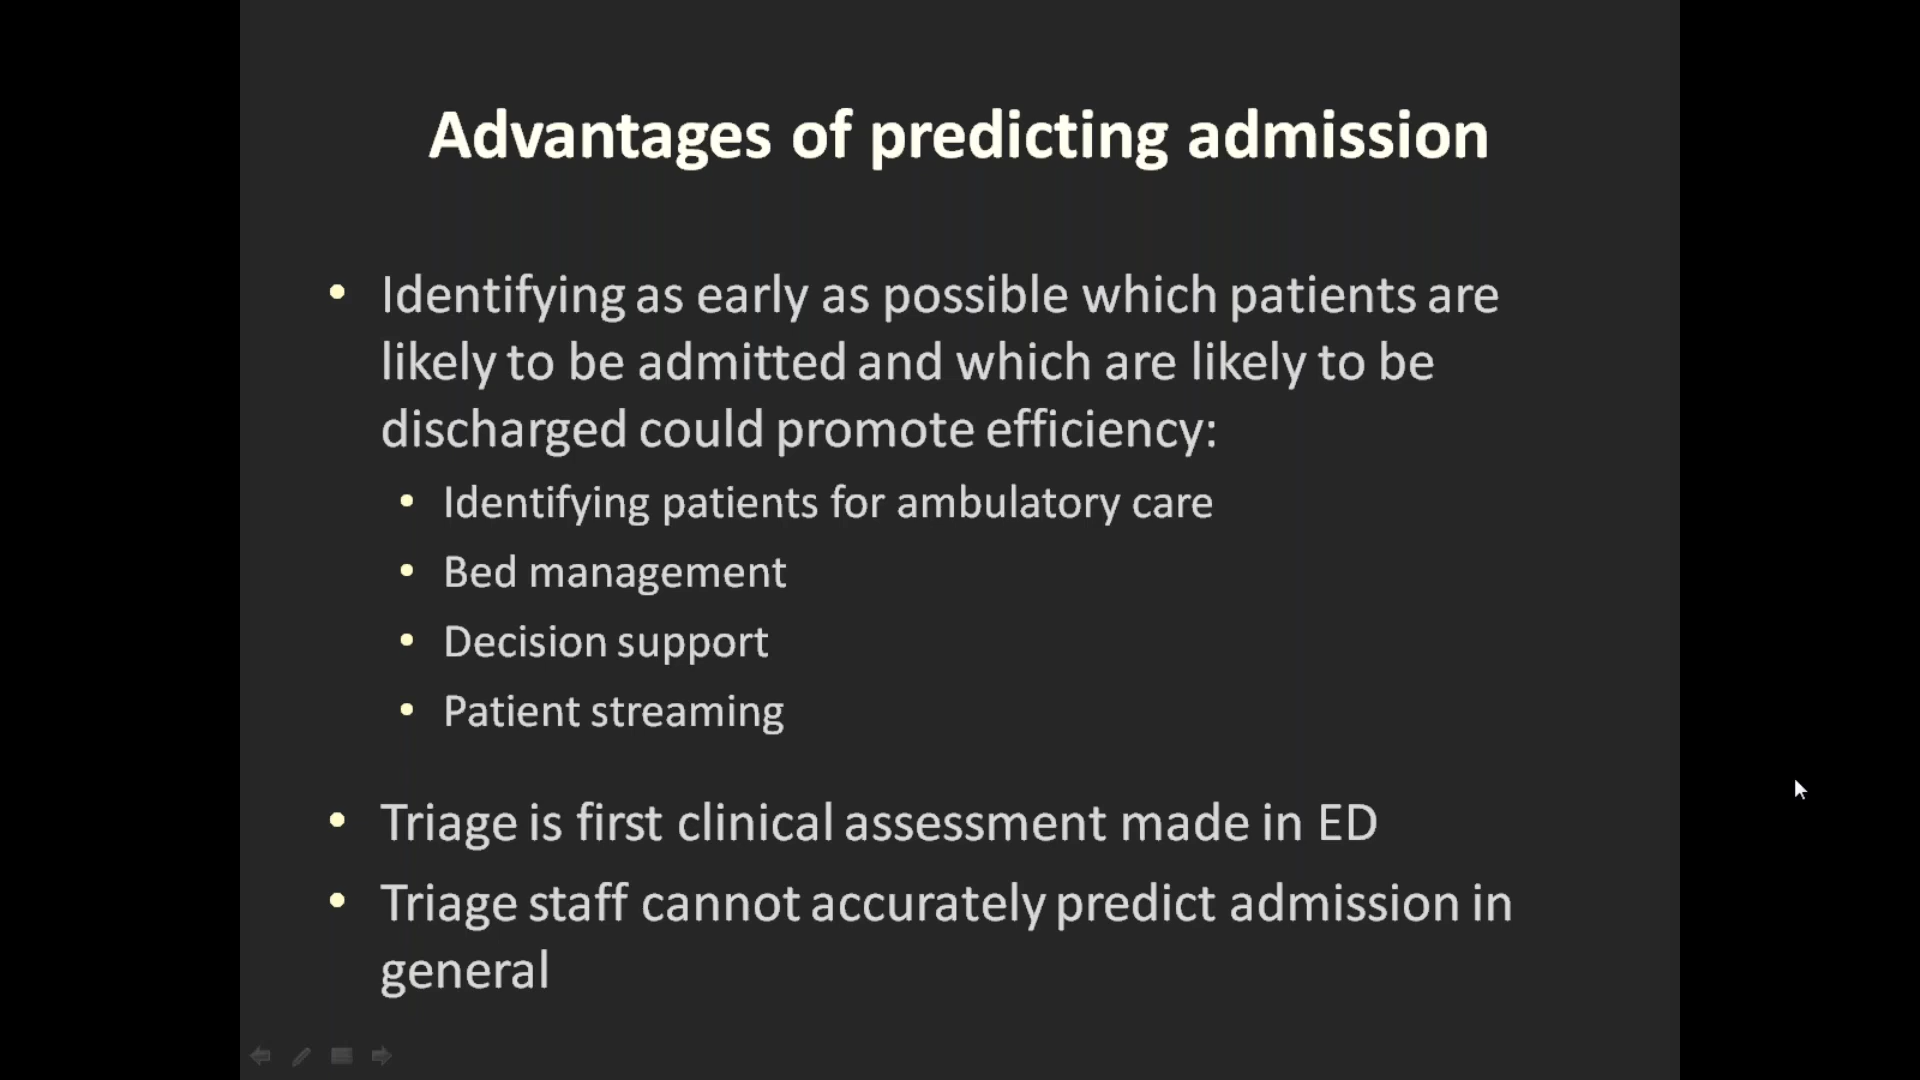 Advantages of predicting admission
• Identifying as early as possible which patients are
likely to be admitted and which are likely to be
discharged could promote efficiency:
• Identifying patients for ambulatory care
• Bed management
• Decision support
• Patient streaming
• Triage is first clinical assessment made in ED
• Triage staff cannot accurately predict admission in
general